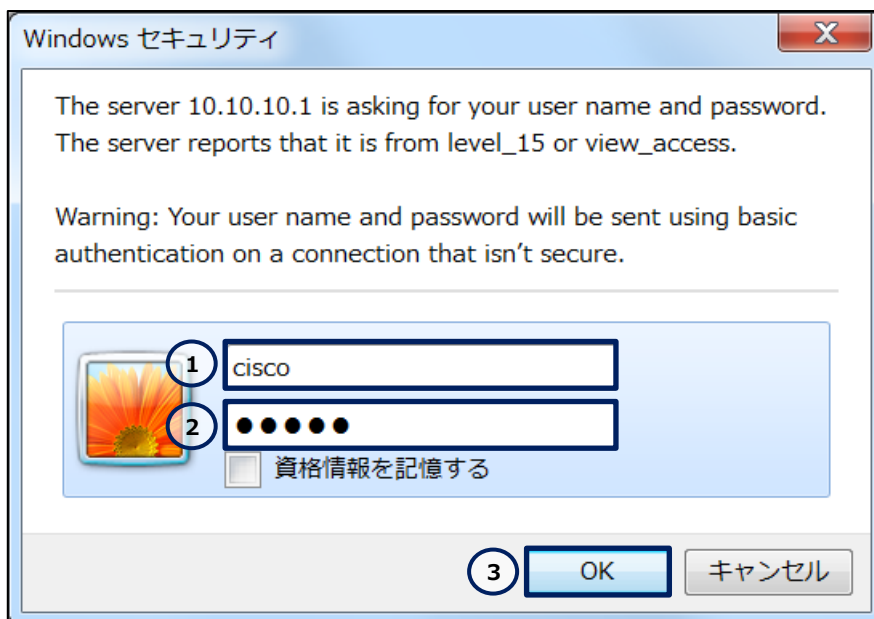 Windows セキュリティ
X
The server 10.10.10.1 is asking for your user name and password.
The server reports that it is from level_15 or view_access.
Warning: Your user name and password will be sent using basic
authentication on a connection that isn't secure.
1 cisco
2 ●●●●●
資格情報を記憶する
3 OK キャンセル